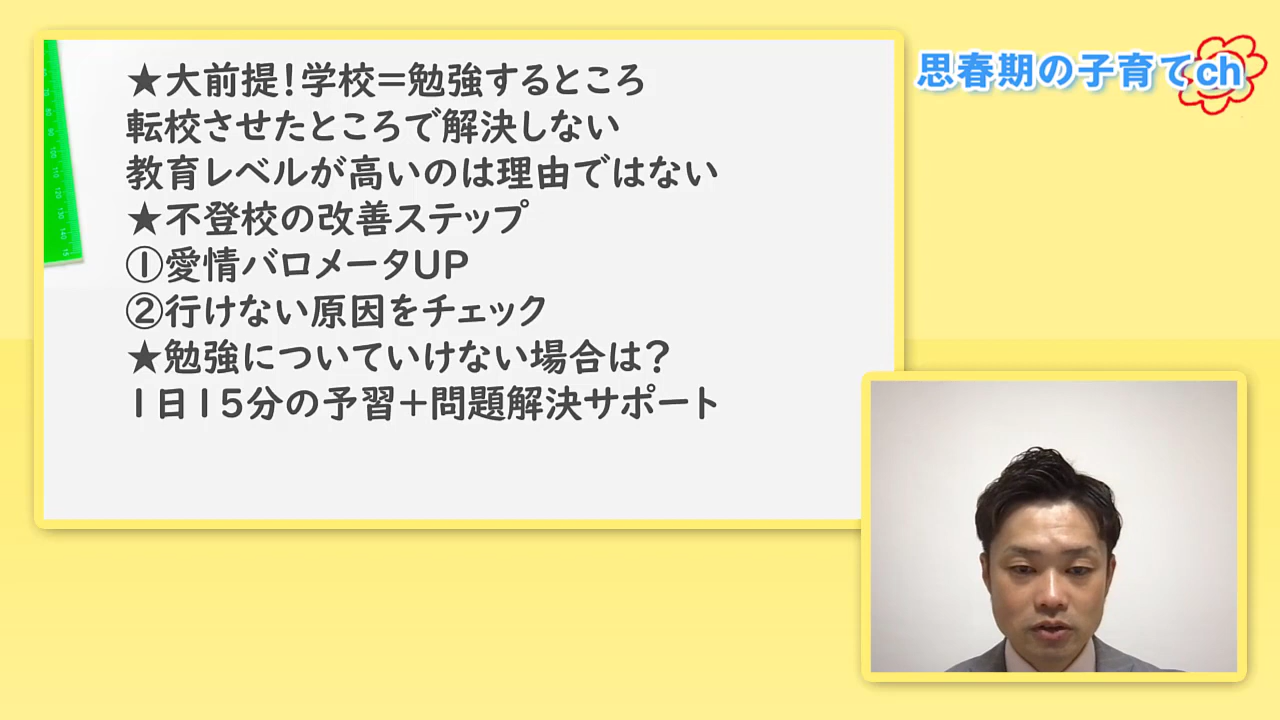 ★大前提!学校=勉強するところ
転校させたところで解決しない
教育レベルが高いのは理由ではない
★不登校の改善ステップ
①愛情バロメータUP
②行けない原因をチェック
★勉強についていけない場合は?
1日15分の予習+問題解決サポート
思春期の子育てch